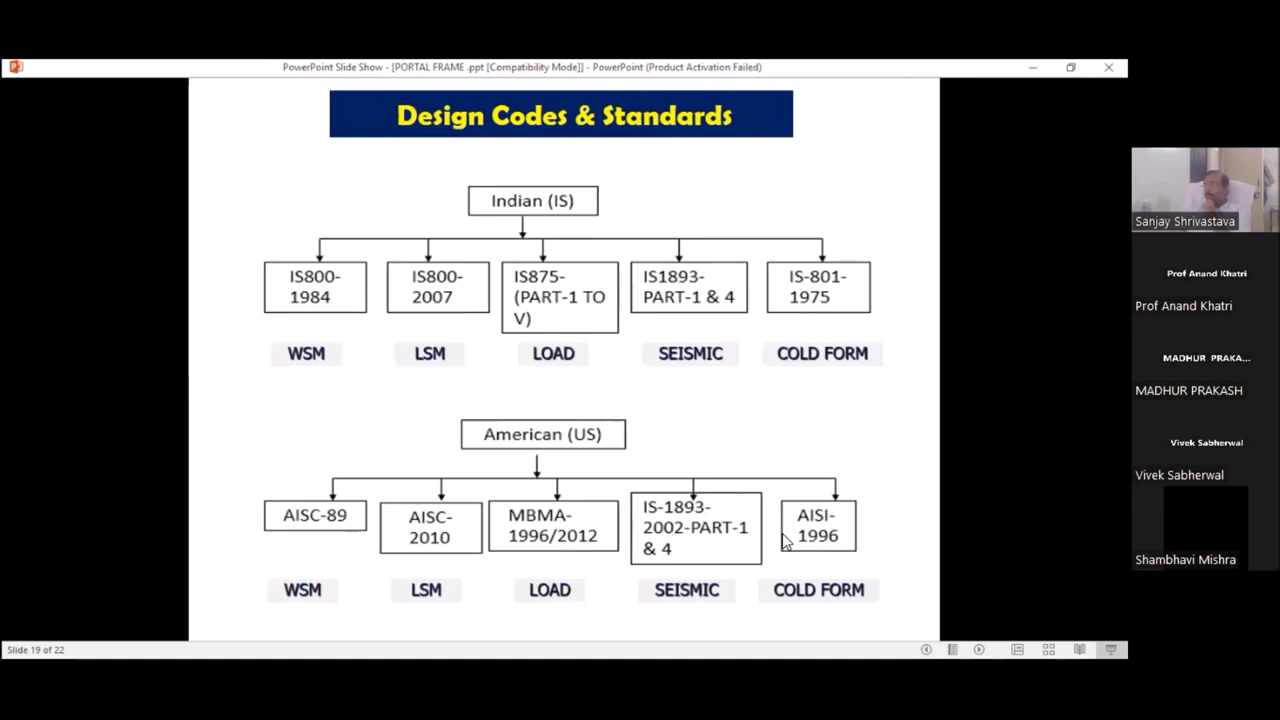 PowerPoint Slide Show - [PORTAL FRAME .ppt [Compatibility Mode]] - PowerPoint (Product Activation Failed)
Design Codes & Standards
Indian (IS)
IS800-
1984
IS800-
2007
IS875-
(PART-1 TO
V)
IS1893-
PART-1 & 4
IS-801-
1975
WSM
LSM
LOAD
SEISMIC
COLD FORM
American (US)
AISC-89
AISC-
2010
MBMA-
1996/2012
IS-1893-
2002-PART-1
& 4
AISI-
1996
WSM
LSM
LOAD
SEISMIC
COLD FORM
Slide 19 of 22
Sanjay Shrivastava
Prof Anand Khatri
Prof Anand Khatri
MADHUR PRAKA...
MADHUR PRAKASH
Vivek Sabherwal
Vivek Sabherwal
Shambhavi Mishra